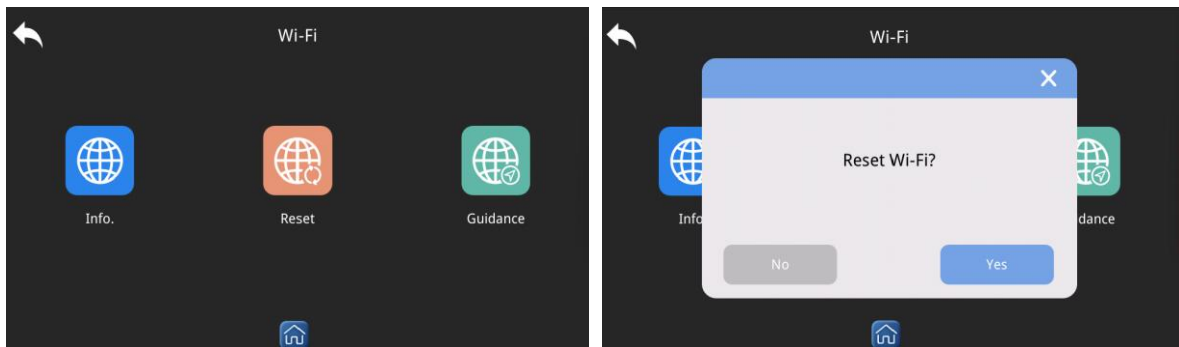 Wi-Fi
Info.
Reset
Guidance
Wi-Fi
Reset Wi-Fi?
Info
dance
No
Yes